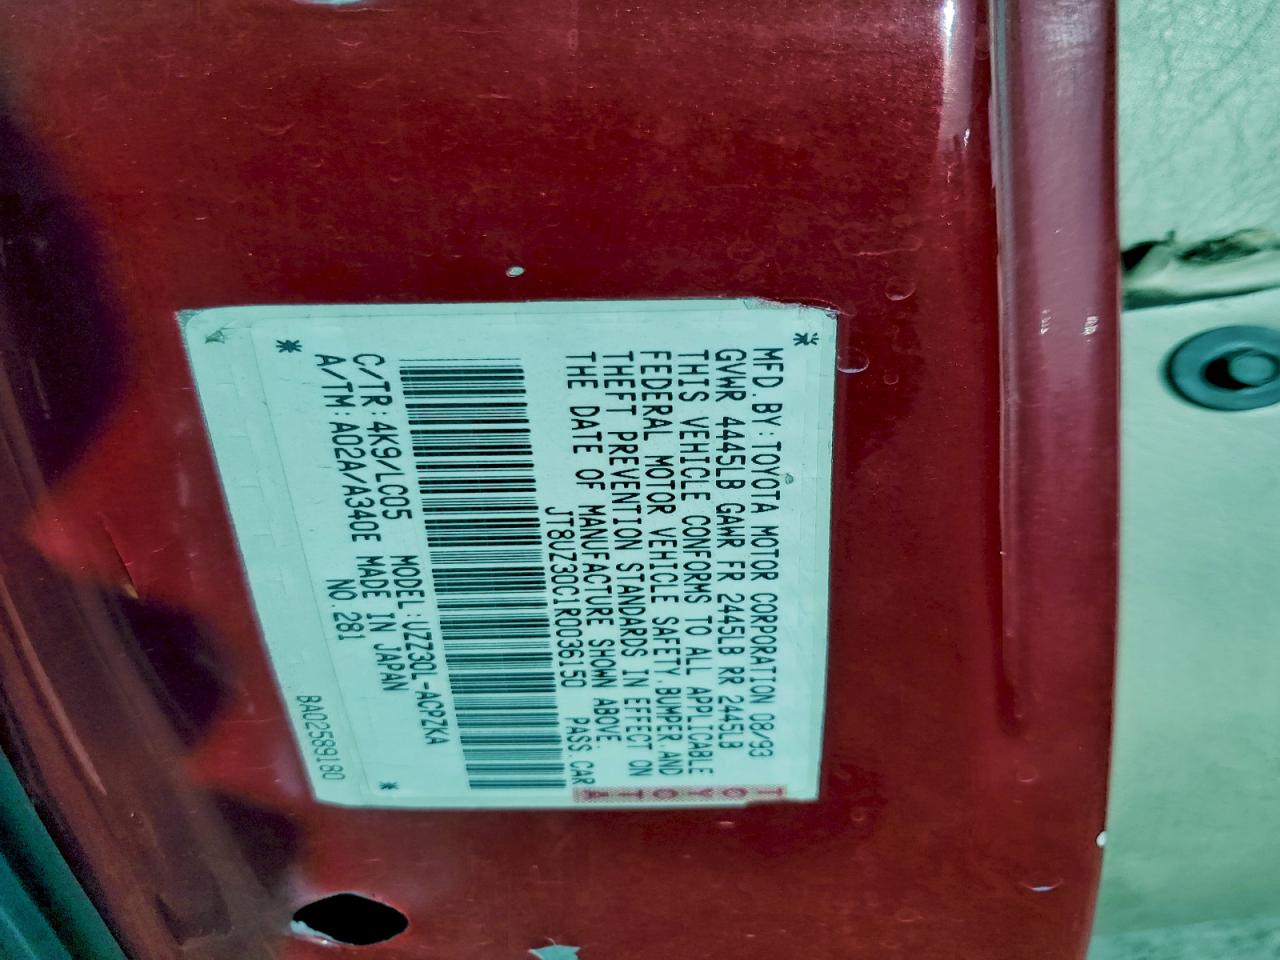 MFD. BY: TOYOTA MOTOR CORPORATION 08/93
GVWR 4445LB GAWR FR 2445LB RR 2445LB
THIS VEHICLE CONFORMS TO ALL APPLICABLE
FEDERAL MOTOR VEHICLE SAFETY, BUMPER, AND
THEFT PREVENTION STANDARDS IN EFFECT ON
THE DATE OF MANUFACTURE SHOWN ABOVE.
JT8UZ30C1R0036150 PASS.CAR
C/TR: 4K9/LC05 MODEL: UZZ30L-ACPZKA
A/TM: A02A/A340E MADE IN JAPAN
NO. 281
8A02589180
TOYOTA